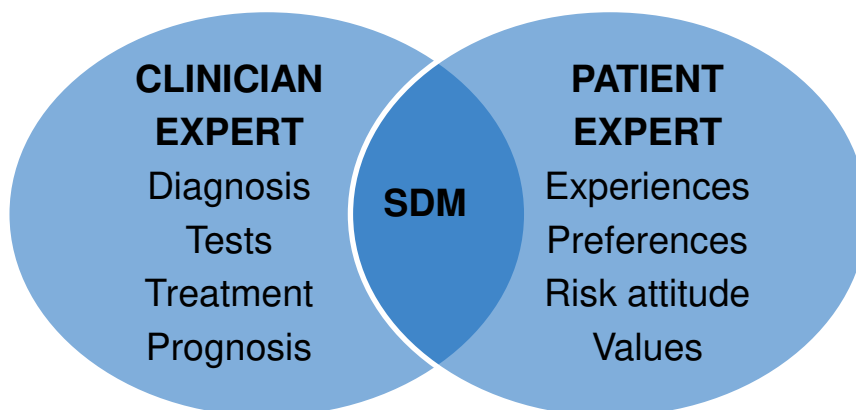 CLINICIAN
EXPERT
Diagnosis
Tests
Treatment
Prognosis
SDM
PATIENT
EXPERT
Experiences
Preferences
Risk attitude
Values